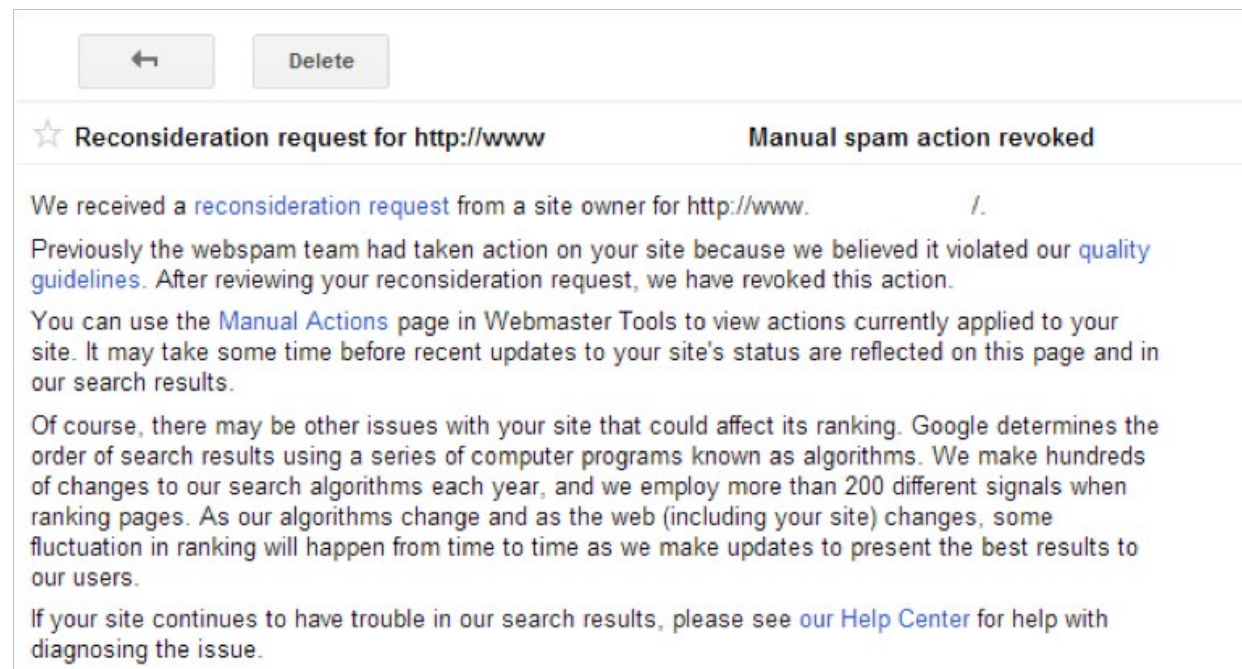 Delete
Reconsideration request for http://www Manual spam action revoked
We received a reconsideration request from a site owner for http://www. /.
Previously the webspam team had taken action on your site because we believed it violated our quality
guidelines. After reviewing your reconsideration request, we have revoked this action.
You can use the Manual Actions page in Webmaster Tools to view actions currently applied to your
site. It may take some time before recent updates to your site's status are reflected on this page and in
our search results.
Of course, there may be other issues with your site that could affect its ranking. Google determines the
order of search results using a series of computer programs known as algorithms. We make hundreds
of changes to our search algorithms each year, and we employ more than 200 different signals when
ranking pages. As our algorithms change and as the web (including your site) changes, some
fluctuation in ranking will happen from time to time as we make updates to present the best results to
our users.
If your site continues to have trouble in our search results, please see our Help Center for help with
diagnosing the issue.